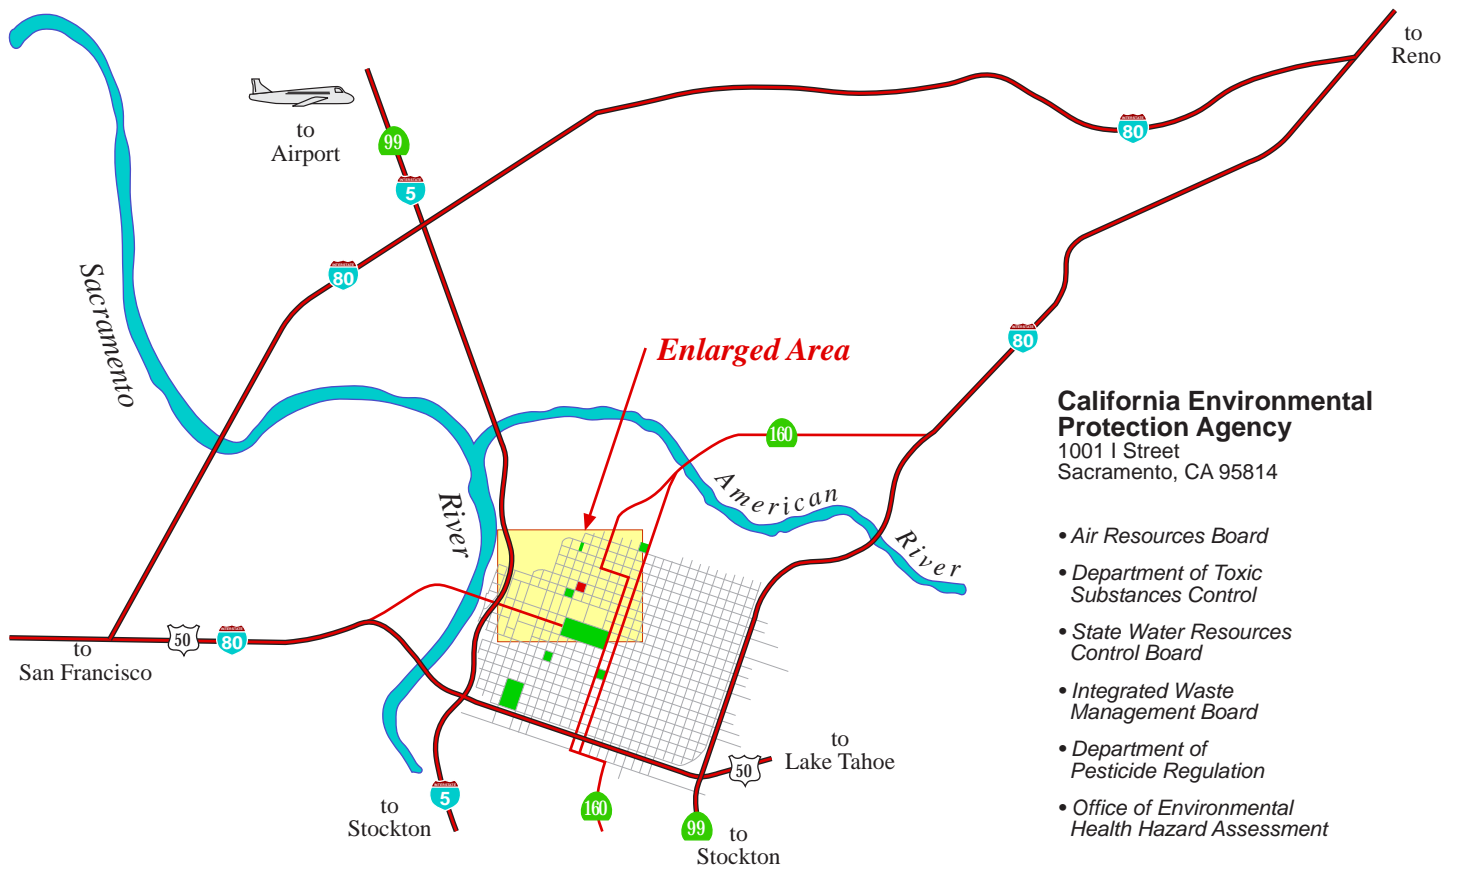 to
Reno
to
Airport
99
5
80
80
80
Sacramento
Enlarged Area
160
American
River
River
California Environmental
Protection Agency
1001 I Street
Sacramento, CA 95814
• Air Resources Board
• Department of Toxic
Substances Control
• State Water Resources
Control Board
• Integrated Waste
Management Board
• Department of
Pesticide Regulation
• Office of Environmental
Health Hazard Assessment
50
80
to
San Francisco
to
Lake Tahoe
50
5
to
Stockton
160
99
to
Stockton